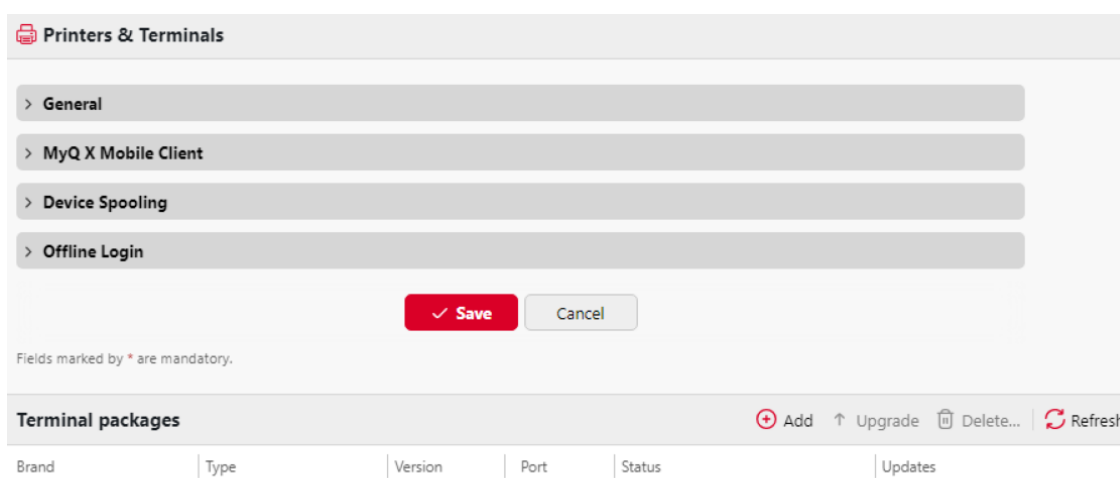 Printers & Terminals
General
MyQ X Mobile Client
Device Spooling
Offline Login
Save Cancel
Fields marked by * are mandatory.
Terminal packages Add Upgrade Delete... Refresh
Brand Type Version Port Status Updates